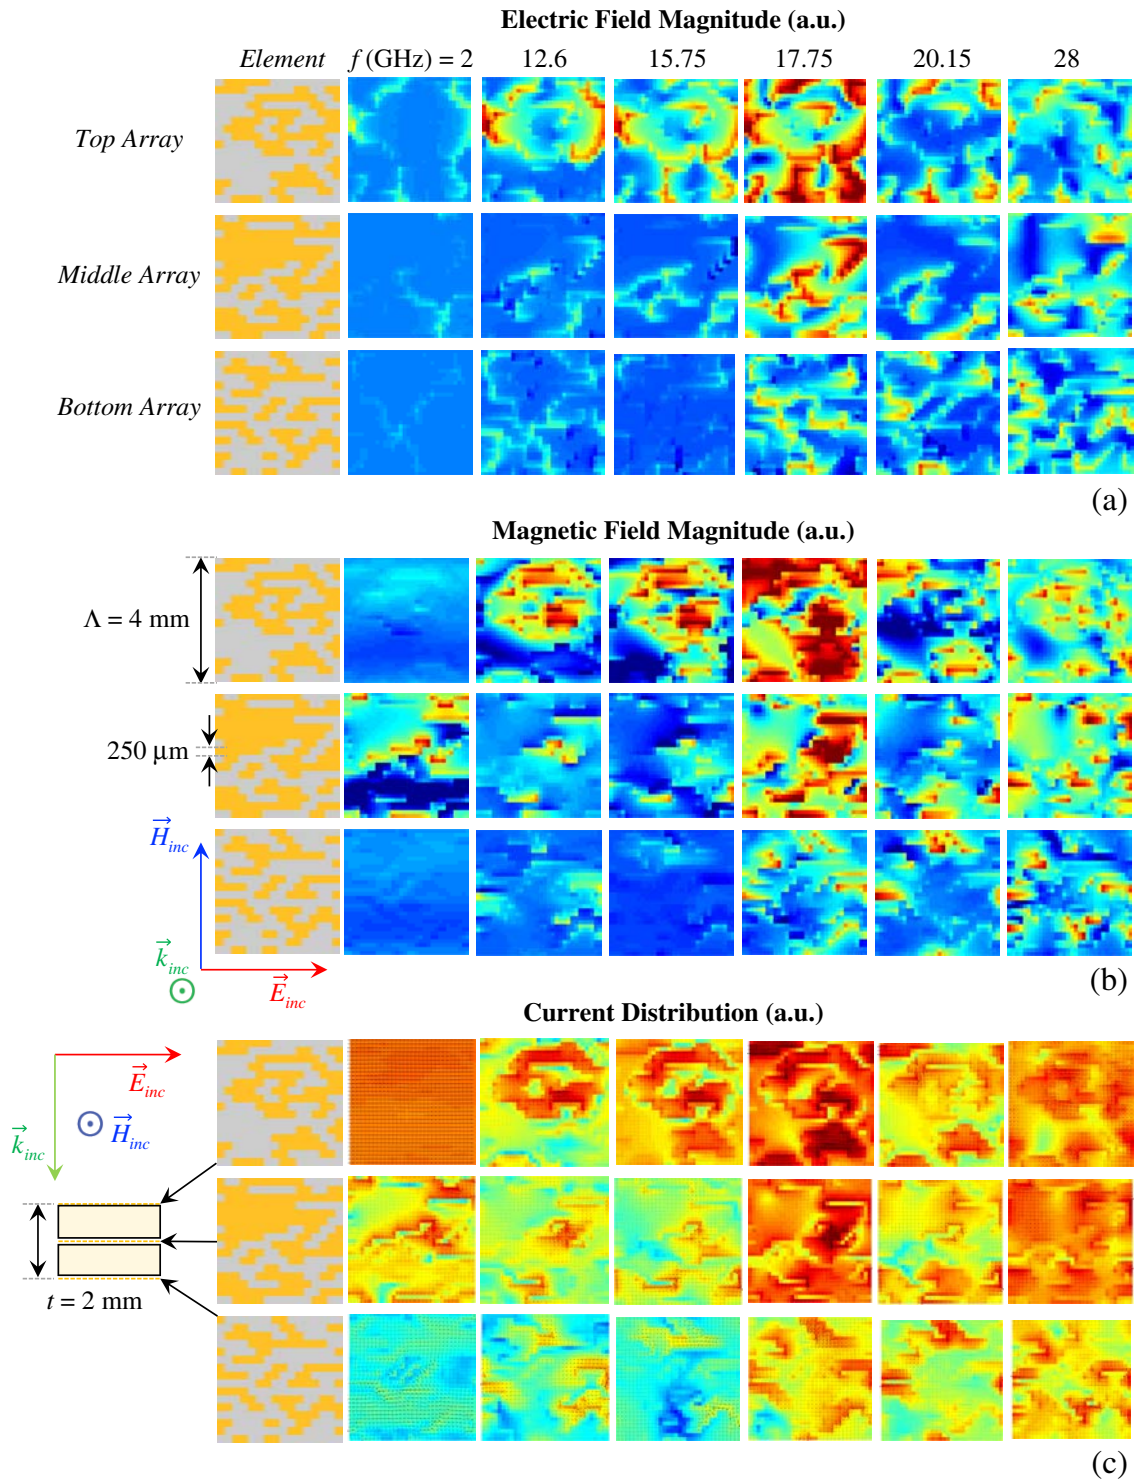 Electric Field Magnitude (a.u.)
Element f (GHz) = 2 12.6 15.75 17.75 20.15 28
Top Array
Middle Array
Bottom Array
(a)
Magnetic Field Magnitude (a.u.)
Λ = 4 mm
250 μm
H⃗inc
k⃗inc
E⃗inc
(b)
Current Distribution (a.u.)
E⃗inc
H⃗inc
k⃗inc
t = 2 mm
(c)